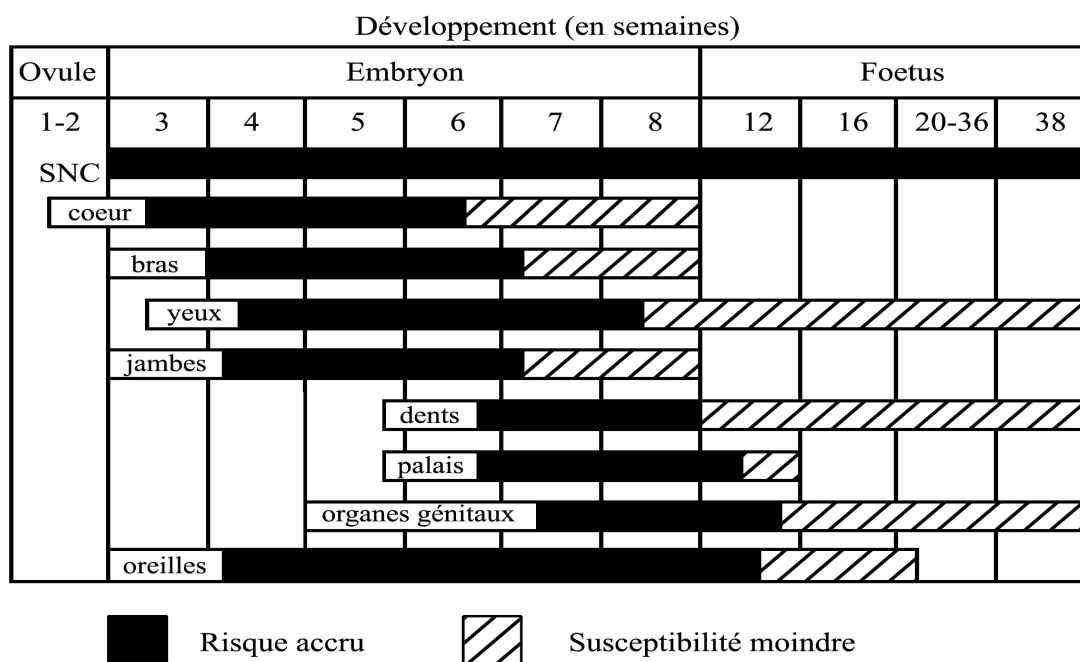 Développement (en semaines)
Ovule Embryon Foetus
1-2 3 4 5 6 7 8 12 16 20-36 38
SNC
coeur
bras
yeux
jambes
dents
palais
organes génitaux
oreilles
Risque accru Susceptibilité moindre